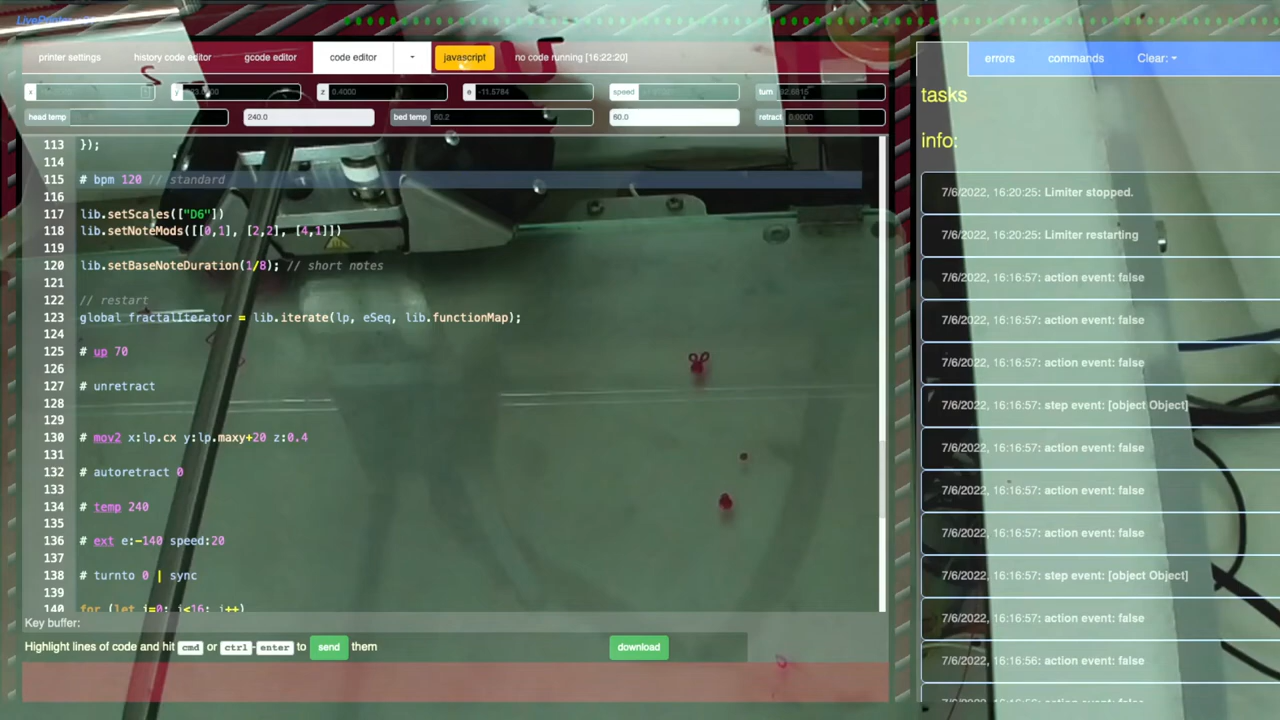 LivePrinter
printer settings history code editor gcode editor code editor javascript no code running [16:22:20]
x y z 0.4000 e -11.5784 speed turn
head temp 240.0 bed temp 60.2 60.0 retract 0.0000
113 });
114
115 # bpm 120 // standard
116
117 lib.setScales(["D6"])
118 lib.setNoteMods([[0,1], [2,2], [4,1]])
119
120 lib.setBaseNoteDuration(1/8); // short notes
121
122 // restart
123 global fractalIterator = lib.iterate(lp, eSeq, lib.functionMap);
124
125 # up 70
126
127 # unretract
128
129
130 # mov2 x:lp.cx y:lp.maxy+20 z:0.4
131
132 # autoretract 0
133
134 # temp 240
135
136 # ext e:-140 speed:20
137
138 # turnto 0 | sync
139
140 for (let i=0; i<16; i++)
Key buffer:
Highlight lines of code and hit cmd or ctrl-enter to send them download
errors commands Clear:
tasks
info:
7/6/2022, 16:20:25: Limiter stopped.
7/6/2022, 16:20:25: Limiter restarting
7/6/2022, 16:16:57: action event: false
7/6/2022, 16:16:57: action event: false
7/6/2022, 16:16:57: action event: false
7/6/2022, 16:16:57: step event: [object Object]
7/6/2022, 16:16:57: action event: false
7/6/2022, 16:16:57: action event: false
7/6/2022, 16:16:57: action event: false
7/6/2022, 16:16:57: step event: [object Object]
7/6/2022, 16:16:57: action event: false
7/6/2022, 16:16:56: action event: false